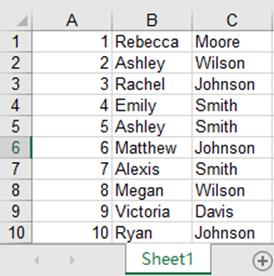 A B C
1 1 Rebecca Moore
2 2 Ashley Wilson
3 3 Rachel Johnson
4 4 Emily Smith
5 5 Ashley Smith
6 6 Matthew Johnson
7 7 Alexis Smith
8 8 Megan Wilson
9 9 Victoria Davis
10 10 Ryan Johnson
Sheet1